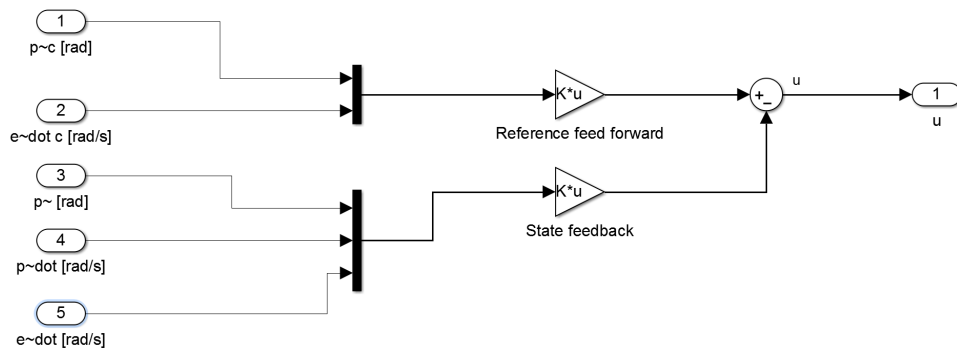 1
p~c [rad]
2
e~dot c [rad/s]
K*u
Reference feed forward
+
-
u
1
u
3
p~ [rad]
K*u
State feedback
4
p~dot [rad/s]
5
e~dot [rad/s]